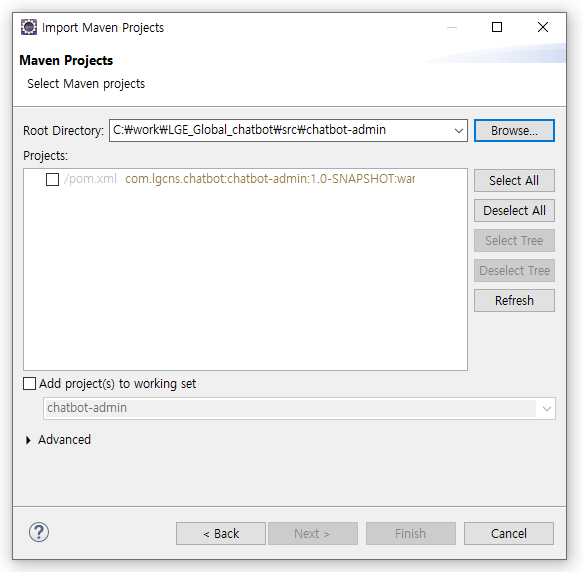 Import Maven Projects
Maven Projects
Select Maven projects
Root Directory: C:₩work₩LGE_Global_chatbot₩src₩chatbot-admin Browse...
Projects:
/pom.xml com.lgcns.chatbot:chatbot-admin:1.0-SNAPSHOT:war
Select All
Deselect All
Select Tree
Deselect Tree
Refresh
Add project(s) to working set
chatbot-admin
Advanced
? < Back Next > Finish Cancel